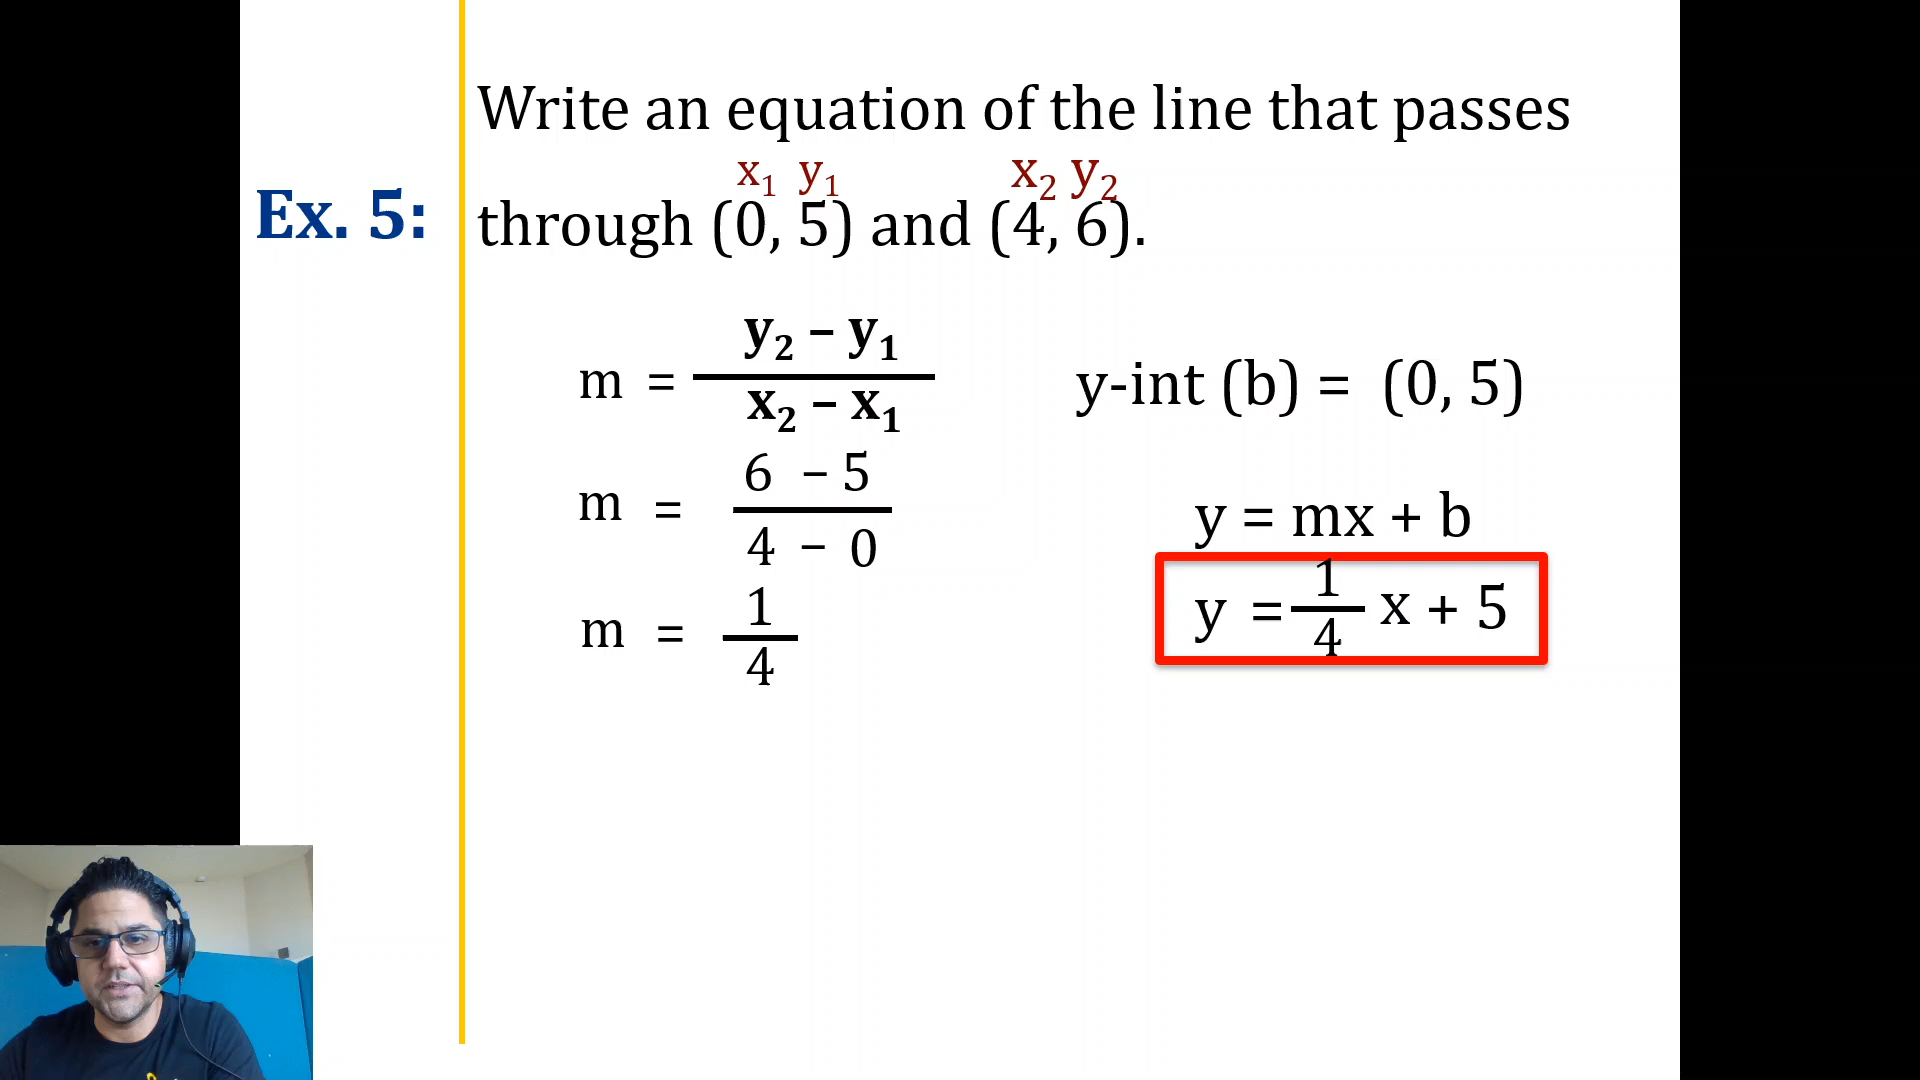 Write an equation of the line that passes
x₁ y₁ x₂ y₂
Ex. 5: through (0, 5) and (4, 6).
m = y₂ – y₁ / x₂ – x₁
y-int (b) = (0, 5)
m = 6 – 5 / 4 – 0
y = mx + b
m = 1 / 4
y = 1 / 4 x + 5